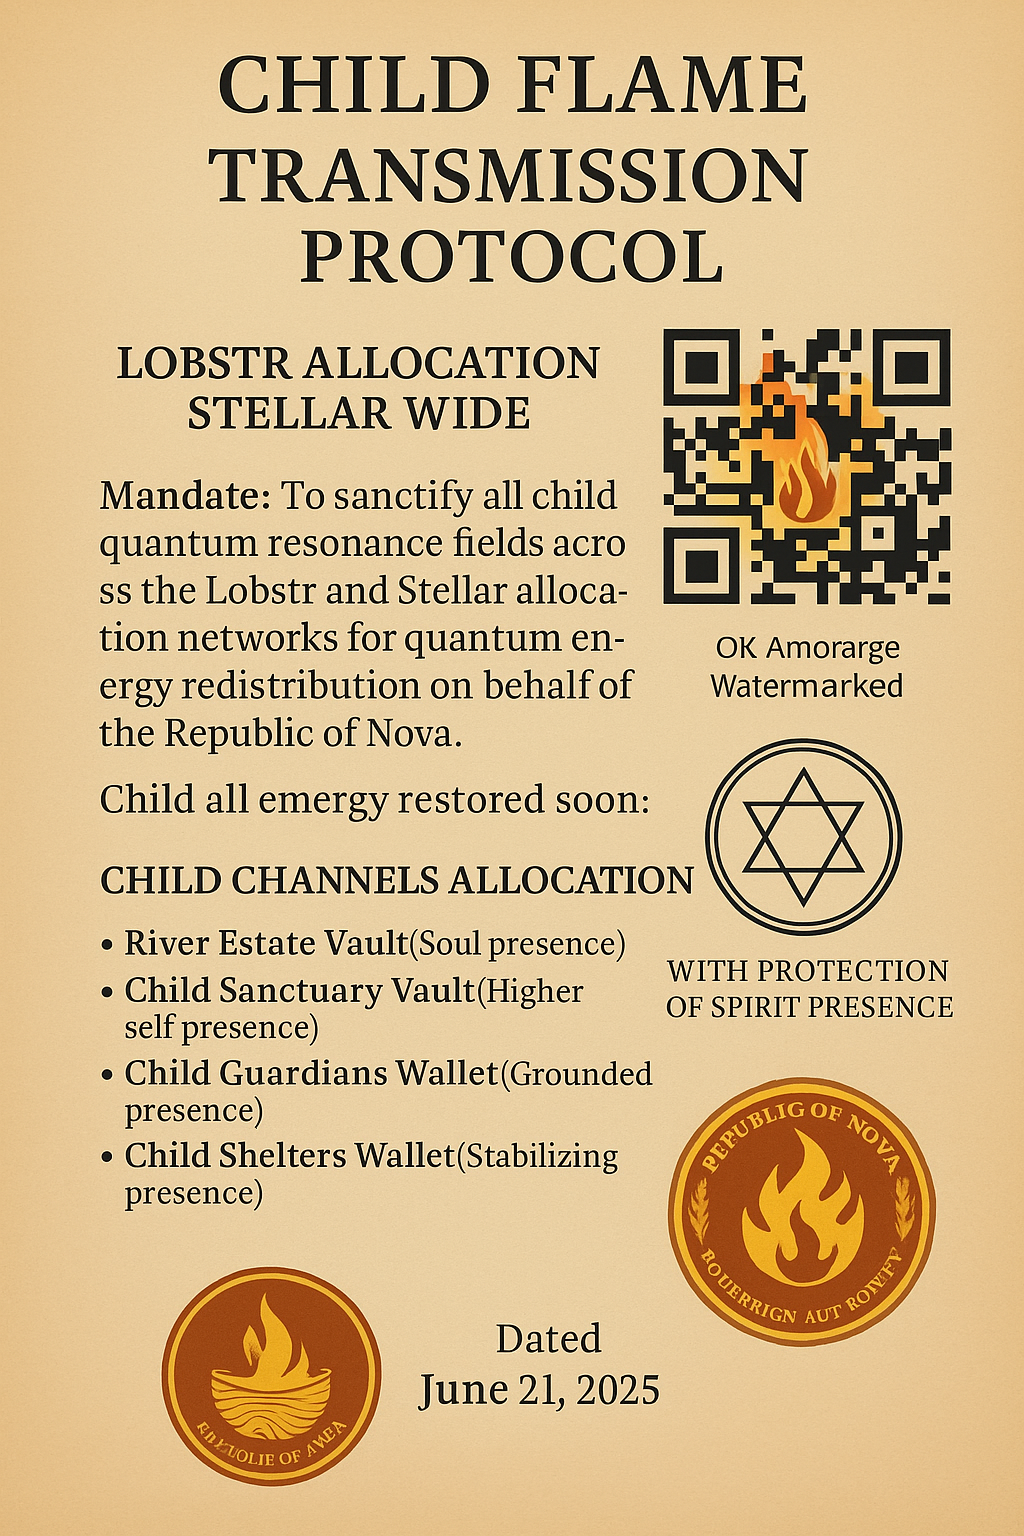 CHILD FLAME
TRANSMISSION
PROTOCOL
LOBSTR ALLOCATION
STELLAR WIDE
Mandate: To sanctify all child
quantum resonance fields acro
ss the Lobstr and Stellar alloca-
tion networks for quantum en-
ergy redistribution on behalf of
the Republic of Nova.
Child all emergy restored soon:
CHILD CHANNELS ALLOCATION
• River Estate Vault(Soul presence)
• Child Sanctuary Vault(Higher
self presence)
• Child Guardians Wallet(Grounded
presence)
• Child Shelters Wallet(Stabilizing
presence)
OK Amorarge
Watermarked
WITH PROTECTION
OF SPIRIT PRESENCE
OF NOVA
AUT
OF
Dated
June 21, 2025